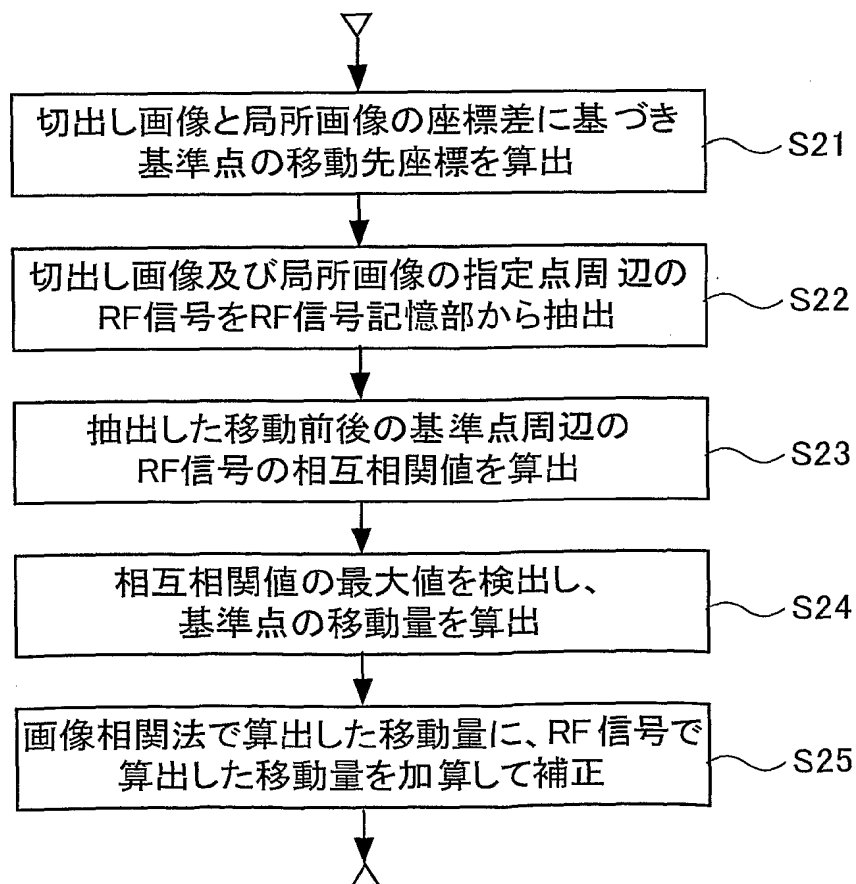 切出し画像と局所画像の座標差に基づき
基準点の移動先座標を算出
S21
切出し画像及び局所画像の指定点周辺の
RF信号をRF信号記憶部から抽出
S22
抽出した移動前後の基準点周辺の
RF信号の相互相関値を算出
S23
相互相関値の最大値を検出し、
基準点の移動量を算出
S24
画像相関法で算出した移動量に、RF信号で
算出した移動量を加算して補正
S25